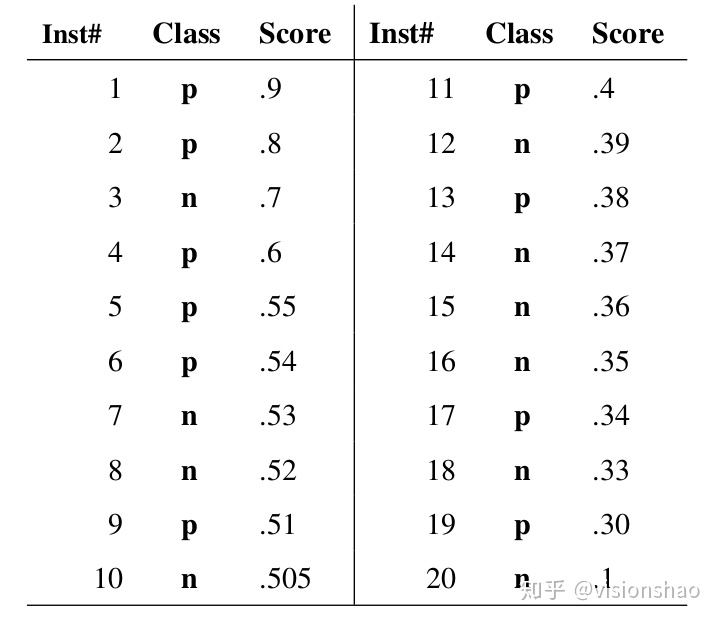 Inst# Class Score Inst# Class Score
1 p .9 11 p .4
2 p .8 12 n .39
3 n .7 13 p .38
4 p .6 14 n .37
5 p .55 15 n .36
6 p .54 16 n .35
7 n .53 17 p .34
8 n .52 18 n .33
9 p .51 19 p .30
10 n .505 20 n .1
知乎 @visionshao